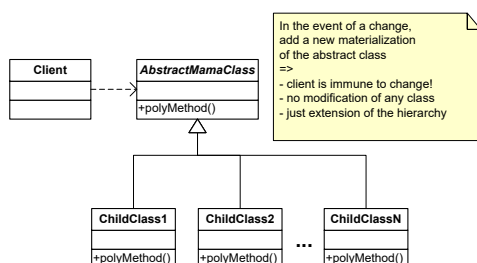 In the event of a change,
add a new materialization
of the abstract class
=>
- client is immune to change!
- no modification of any class
- just extension of the hierarchy
Client
AbstractMamaClass
+polyMethod()
ChildClass1
ChildClass2
ChildClassN
...
+polyMethod()
+polyMethod()
+polyMethod()